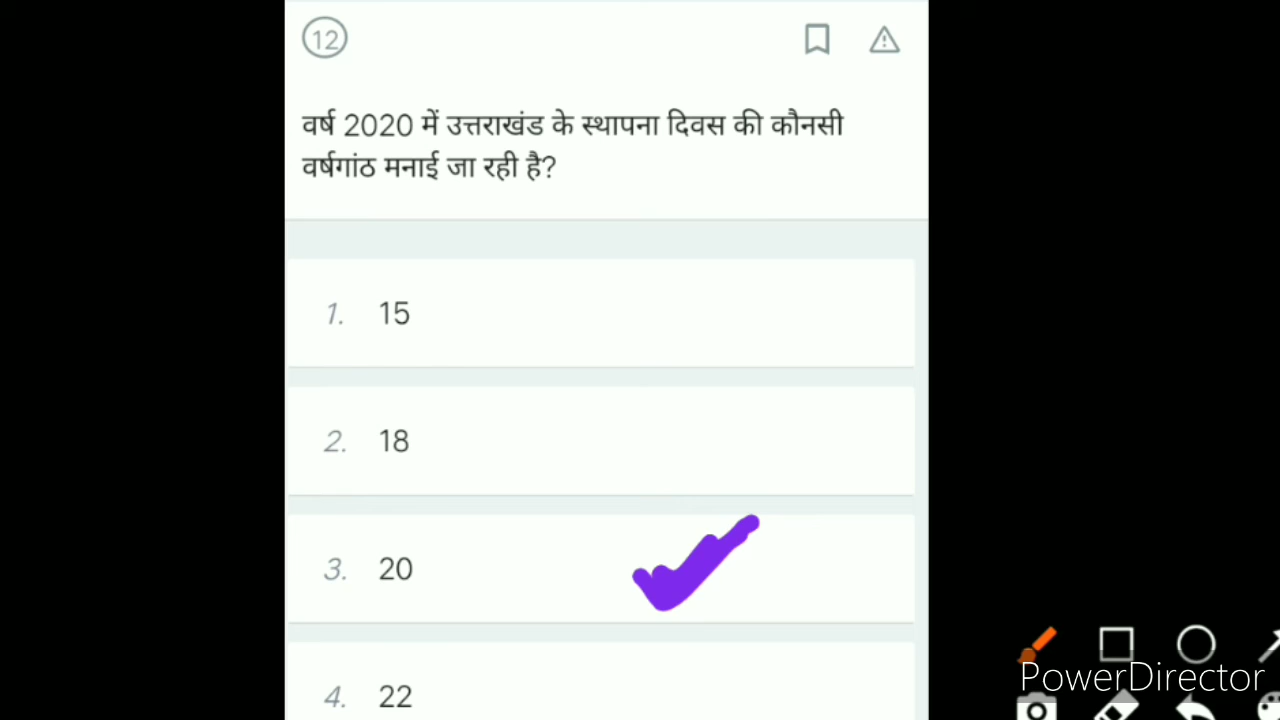 12
वर्ष 2020 में उत्तराखंड के स्थापना दिवस की कौनसी
वर्षगांठ मनाई जा रही है?
1. 15
2. 18
3. 20
4. 22
PowerDirector